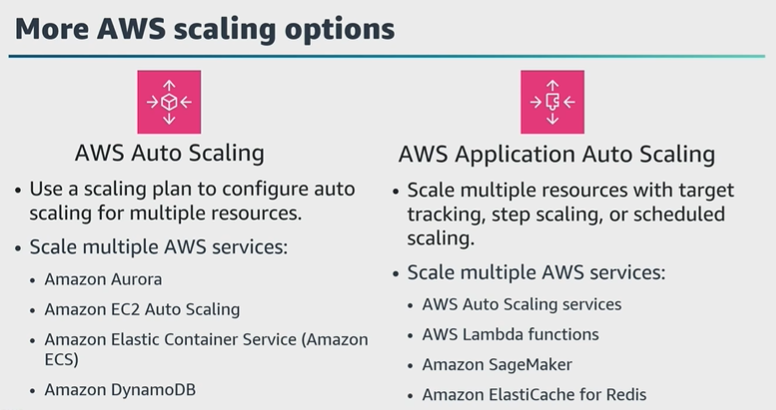 More AWS scaling options
AWS Auto Scaling
• Use a scaling plan to configure auto
scaling for multiple resources.
• Scale multiple AWS services:
• Amazon Aurora
• Amazon EC2 Auto Scaling
• Amazon Elastic Container Service (Amazon
ECS)
• Amazon DynamoDB
AWS Application Auto Scaling
• Scale multiple resources with target
tracking, step scaling, or scheduled
scaling.
• Scale multiple AWS services:
• AWS Auto Scaling services
• AWS Lambda functions
• Amazon SageMaker
• Amazon ElastiCache for Redis